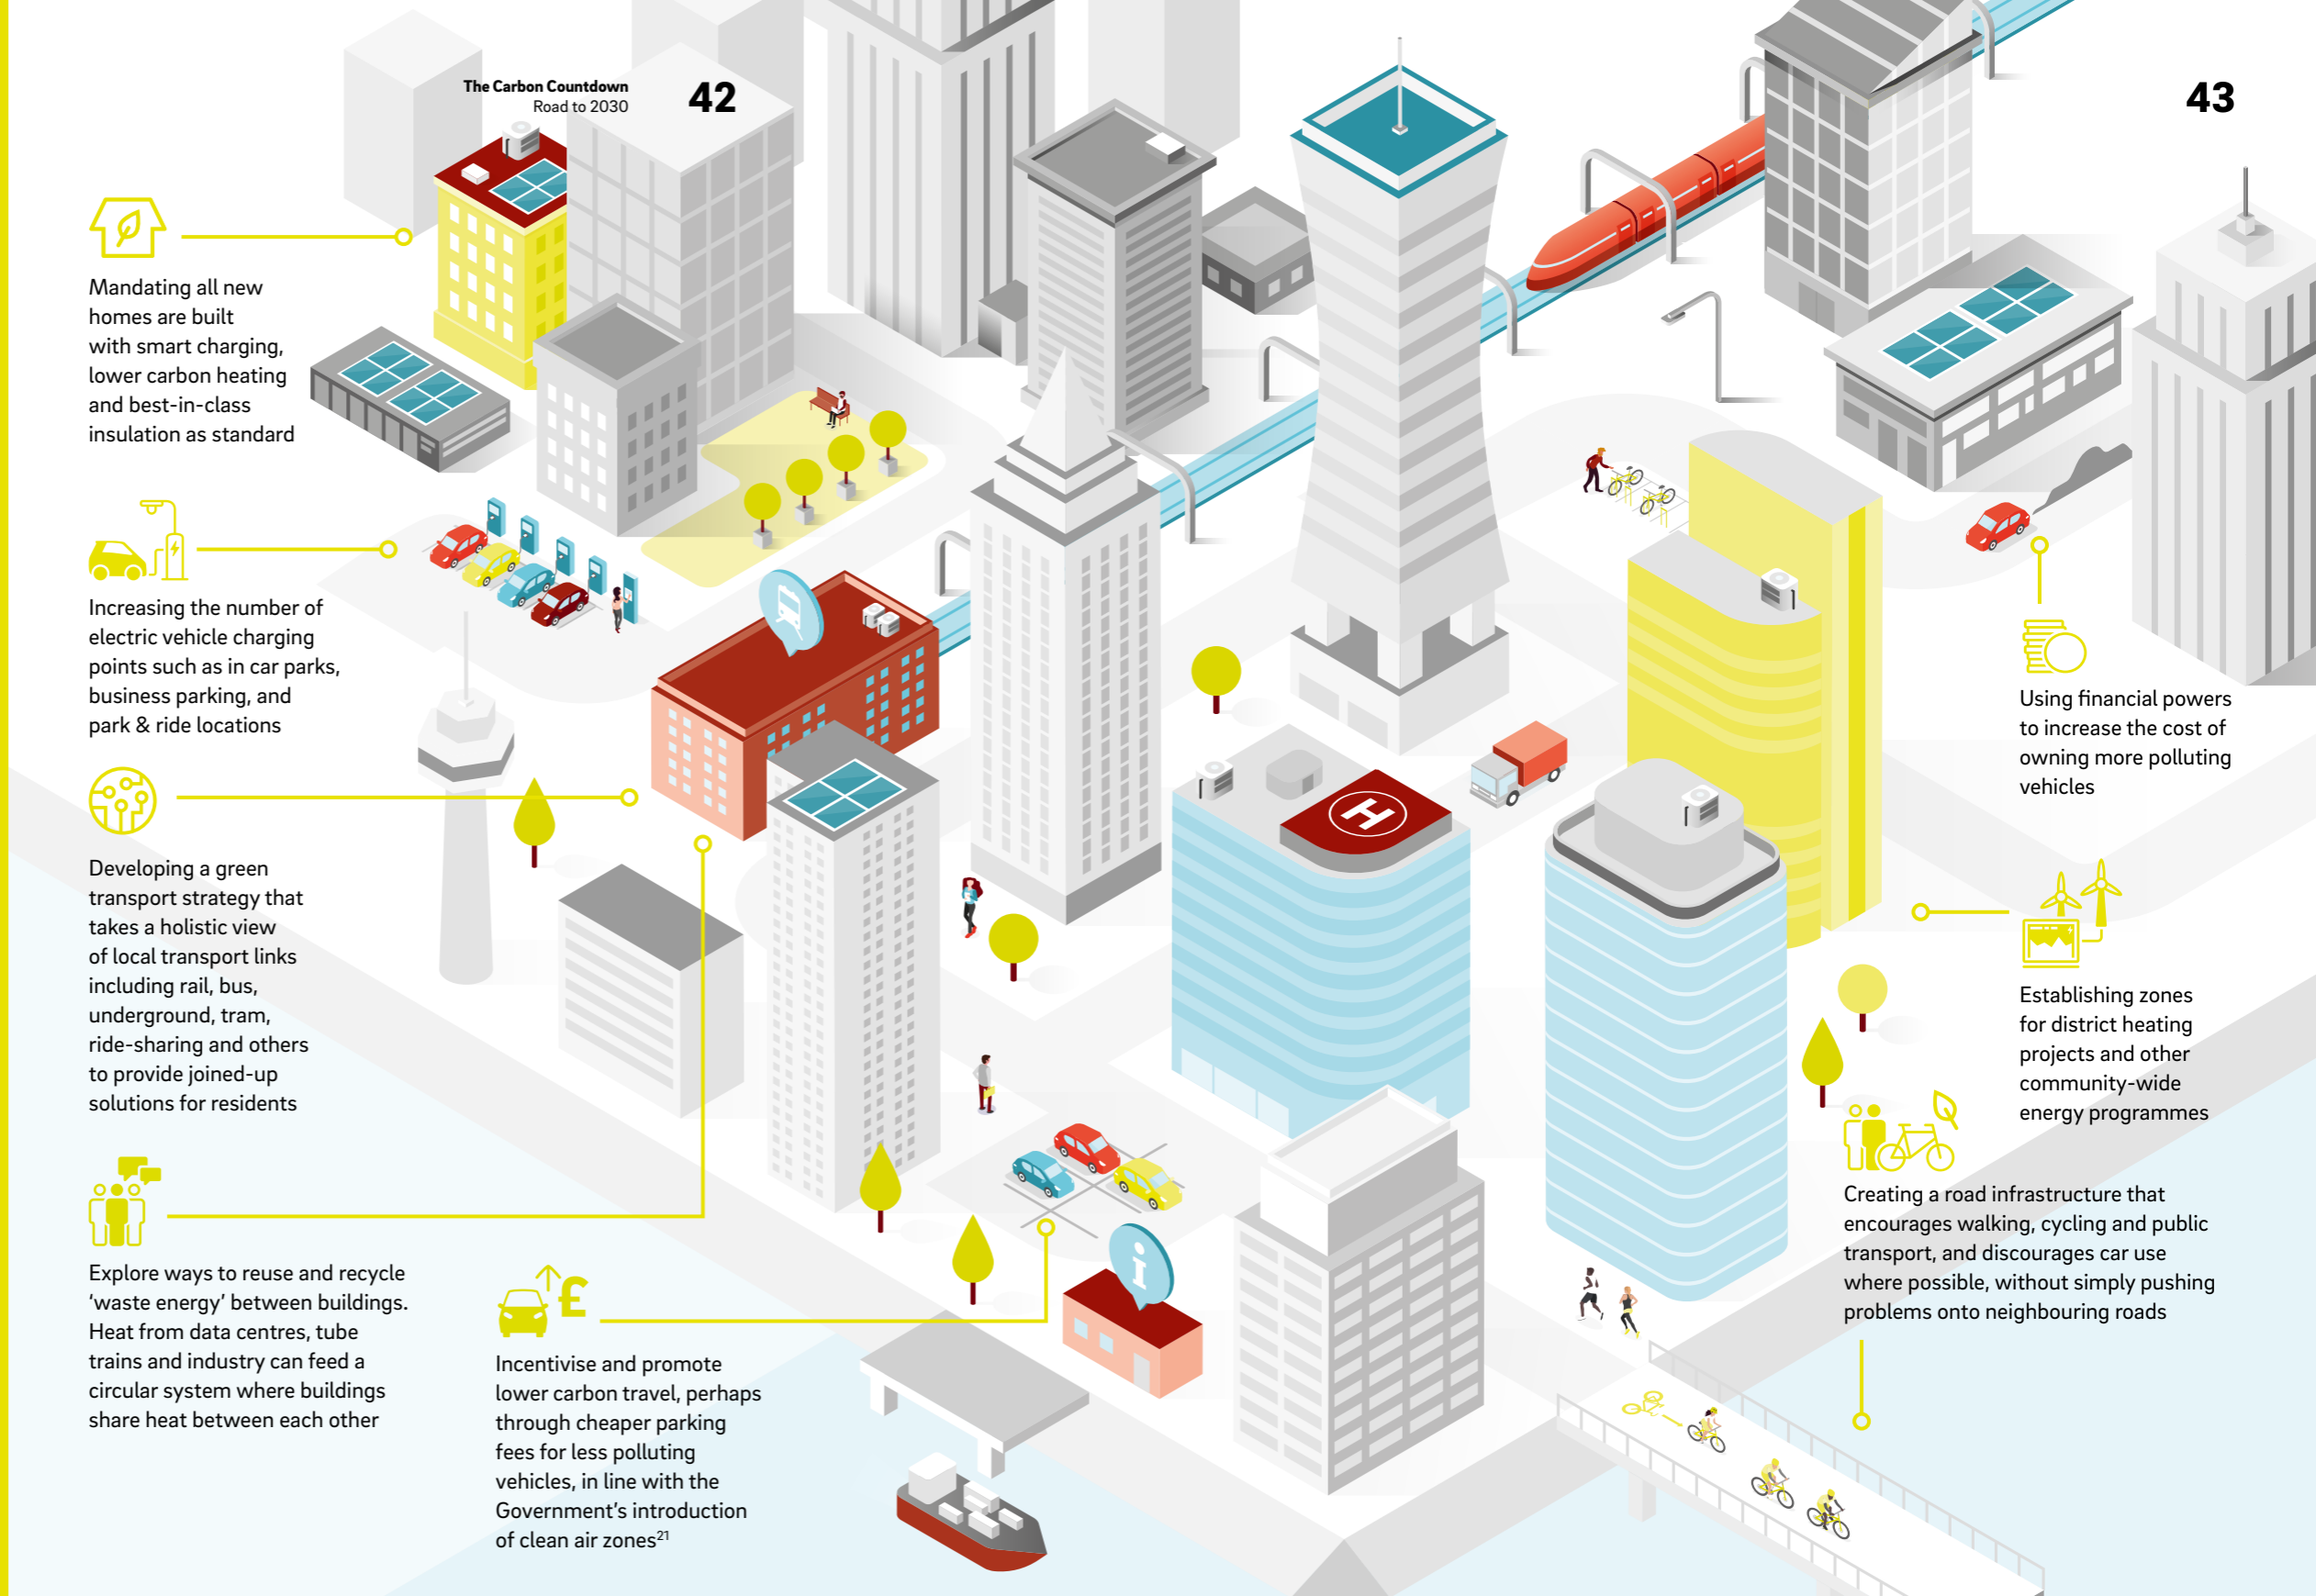 The Carbon Countdown
Road to 2030
42
43
Mandating all new
homes are built
with smart charging,
lower carbon heating
and best-in-class
insulation as standard
Increasing the number of
electric vehicle charging
points such as in car parks,
business parking, and
park & ride locations
Developing a green
transport strategy that
takes a holistic view
of local transport links
including rail, bus,
underground, tram,
ride-sharing and others
to provide joined-up
solutions for residents
Explore ways to reuse and recycle
‘waste energy’ between buildings.
Heat from data centres, tube
trains and industry can feed a
circular system where buildings
share heat between each other
£
Incentivise and promote
lower carbon travel, perhaps
through cheaper parking
fees for less polluting
vehicles, in line with the
Government’s introduction
of clean air zones²¹
H
i
Using financial powers
to increase the cost of
owning more polluting
vehicles
Establishing zones
for district heating
projects and other
community-wide
energy programmes
Creating a road infrastructure that
encourages walking, cycling and public
transport, and discourages car use
where possible, without simply pushing
problems onto neighbouring roads